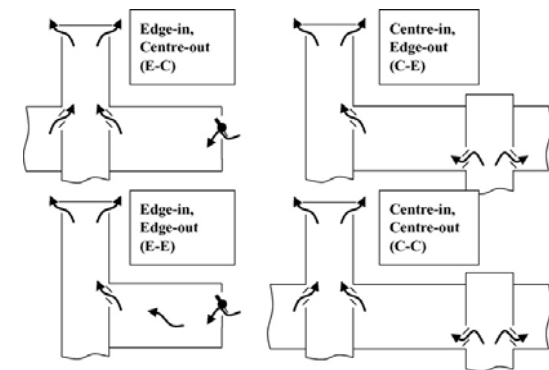 Edge-in,
Centre-out
(E-C)
Centre-in,
Edge-out
(C-E)
Edge-in,
Edge-out
(E-E)
Centre-in,
Centre-out
(C-C)